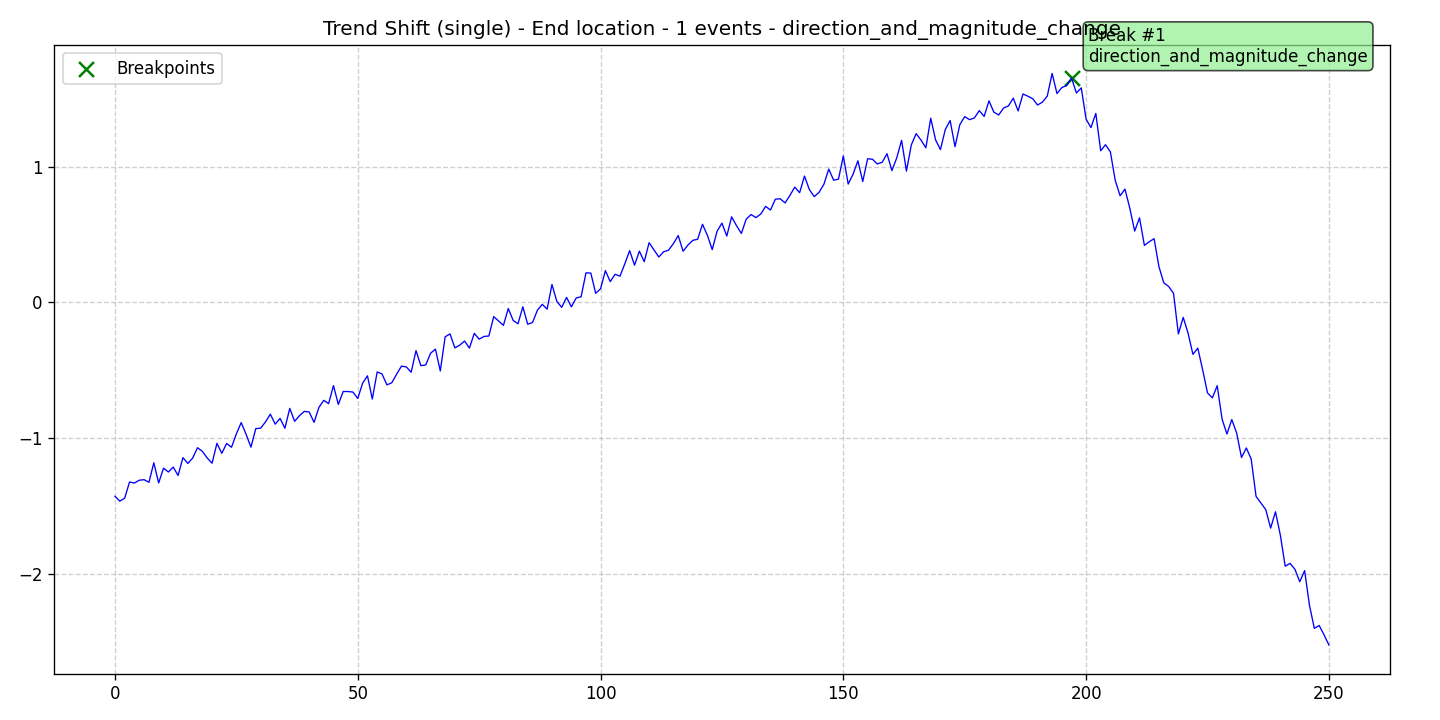 Trend Shift (single) - End location - 1 events - direction_and_magnitude_change
Break #1
direction_and_magnitude_change
Breakpoints
1
0
−1
−2
0
50
100
150
200
250